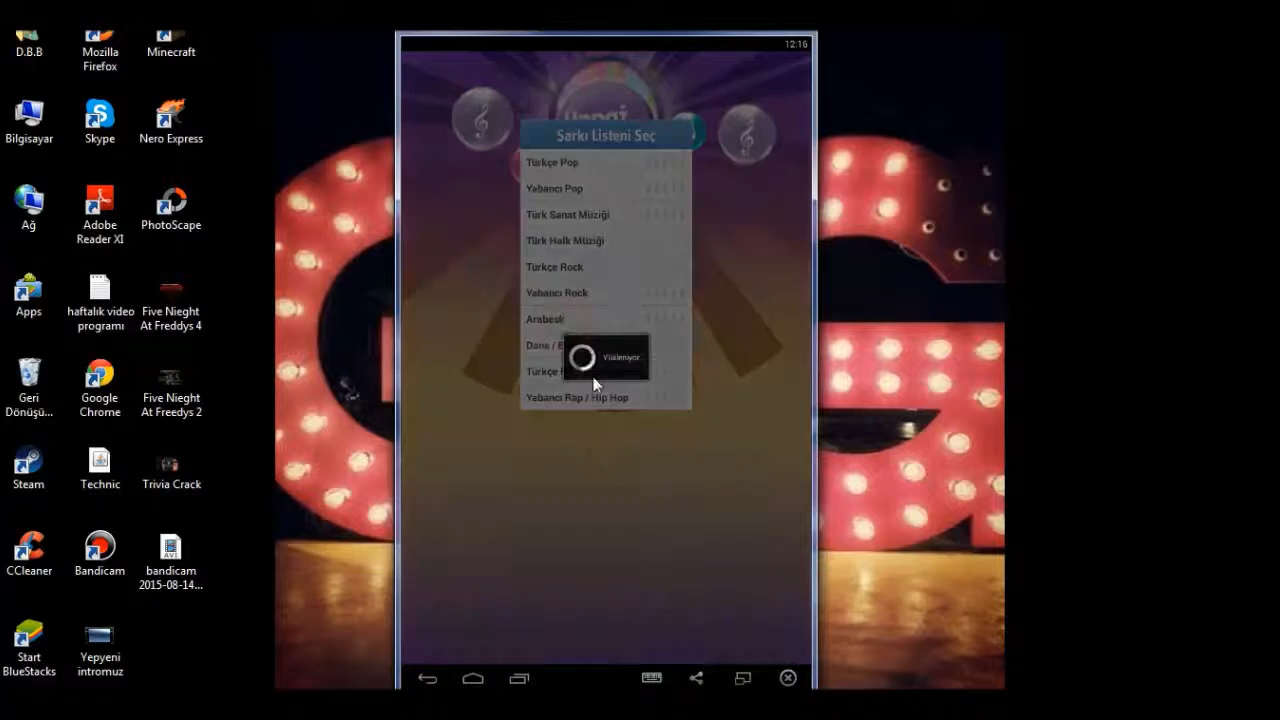 D.B.B
Mozilla
Firefox
Minecraft
Bilgisayar
Skype
Nero Express
Ağ
Adobe
Reader XI
PhotoScape
Apps
haftalık video
programı
Five Nieght
At Freddys 4
Geri
Dönüşü...
Google
Chrome
Five Nieght
At Freedys 2
Steam
Technic
Trivia Crack
CCleaner
Bandicam
bandicam
2015-08-14...
Start
BlueStacks
Yepyeni
intromuz
12:16
Şarkı Listeni Seç
Türkçe Pop
Yabancı Pop
Türk Sanat Müziği
Türk Halk Müziği
Türkçe Rock
Yabancı Rock
Arabesk
Dans / E
Türkçe
Yabancı Rap / Hip Hop
Yükleniyor